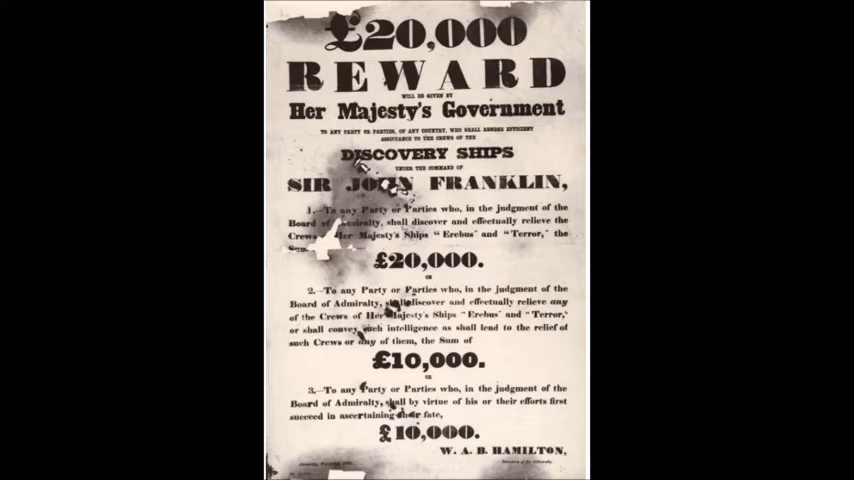 £20,000
REWARD
WILL BE GIVEN BY
Her Majesty's Government
TO ANY PARTY OR PARTIES, OF ANY COUNTRY, WHO SHALL RENDER EFFICIENT
ASSISTANCE TO THE CREWS OF THE
DISCOVERY SHIPS
UNDER THE COMMAND OF
SIR JOHN FRANKLIN,
1.—To any Party or Parties who, in the judgment of the
Board of Admiralty, shall discover and effectually relieve the
Crews Her Majesty's Ships "Erebus" and "Terror," the
£20,000.
OR
2.—To any Party or Parties who, in the judgment of the
Board of Admiralty, shall discover and effectually relieve any
of the Crews of Her Majesty's Ships "Erebus" and "Terror,"
or shall convey such intelligence as shall lead to the relief of
such Crews or any of them, the Sum of
£10,000.
OR
3.—To any Party or Parties who, in the judgment of the
Board of Admiralty, shall by virtue of his or their efforts first
succeed in ascertaining their fate,
£10,000.
W. A. B. HAMILTON,
Secretary of the Admiralty.